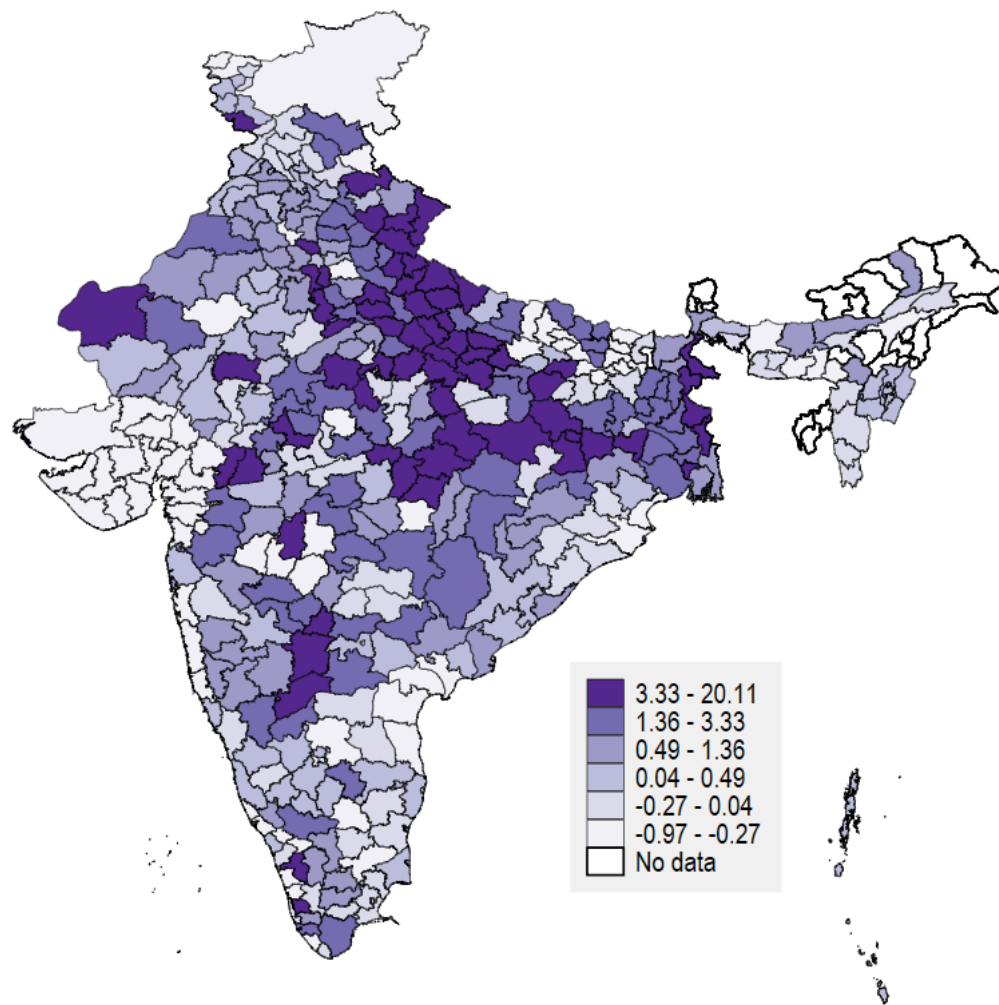 3.33 - 20.11
1.36 - 3.33
0.49 - 1.36
0.04 - 0.49
-0.27 - 0.04
-0.97 - -0.27
No data